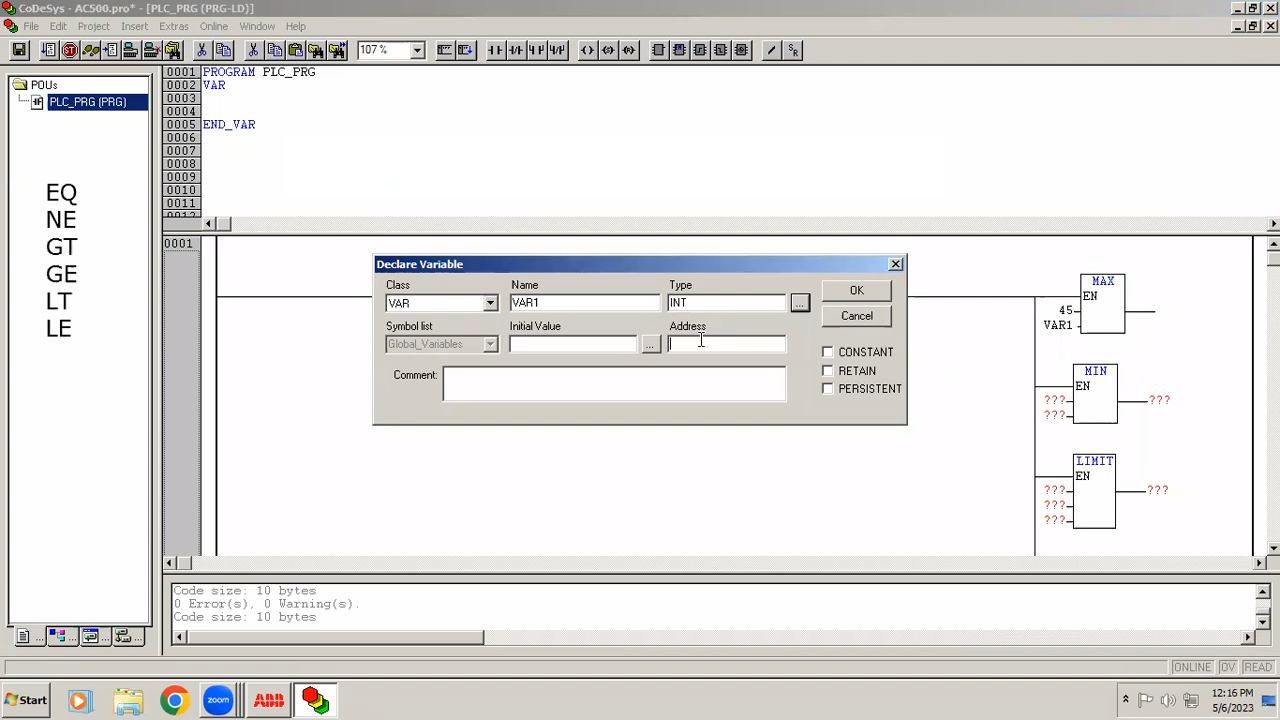 CoDeSys - AC500.pro* - [PLC_PRG (PRG-LD)]
File Edit Project Insert Extras Online Window Help
107 %
POUs
PLC_PRG (PRG)
EQ
NE
GT
GE
LT
LE
0001 PROGRAM PLC_PRG
0002 VAR
0003
0004
0005 END_VAR
0006
0007
0008
0009
0010
0011
0012
0001
Declare Variable
Class Name Type
VAR VAR1 INT ... OK
Symbol list Initial Value Address Cancel
Global_Variables ...
CONSTANT
Comment: RETAIN
PERSISTENT
MAX
EN
45
VAR1
MIN
EN
??? ???
???
LIMIT
EN
??? ???
???
???
Code size: 10 bytes
0 Error(s), 0 Warning(s).
Code size: 10 bytes
... ... ... ...
ONLINE OV READ
Start zoom ABB 12:16 PM
5/6/2023